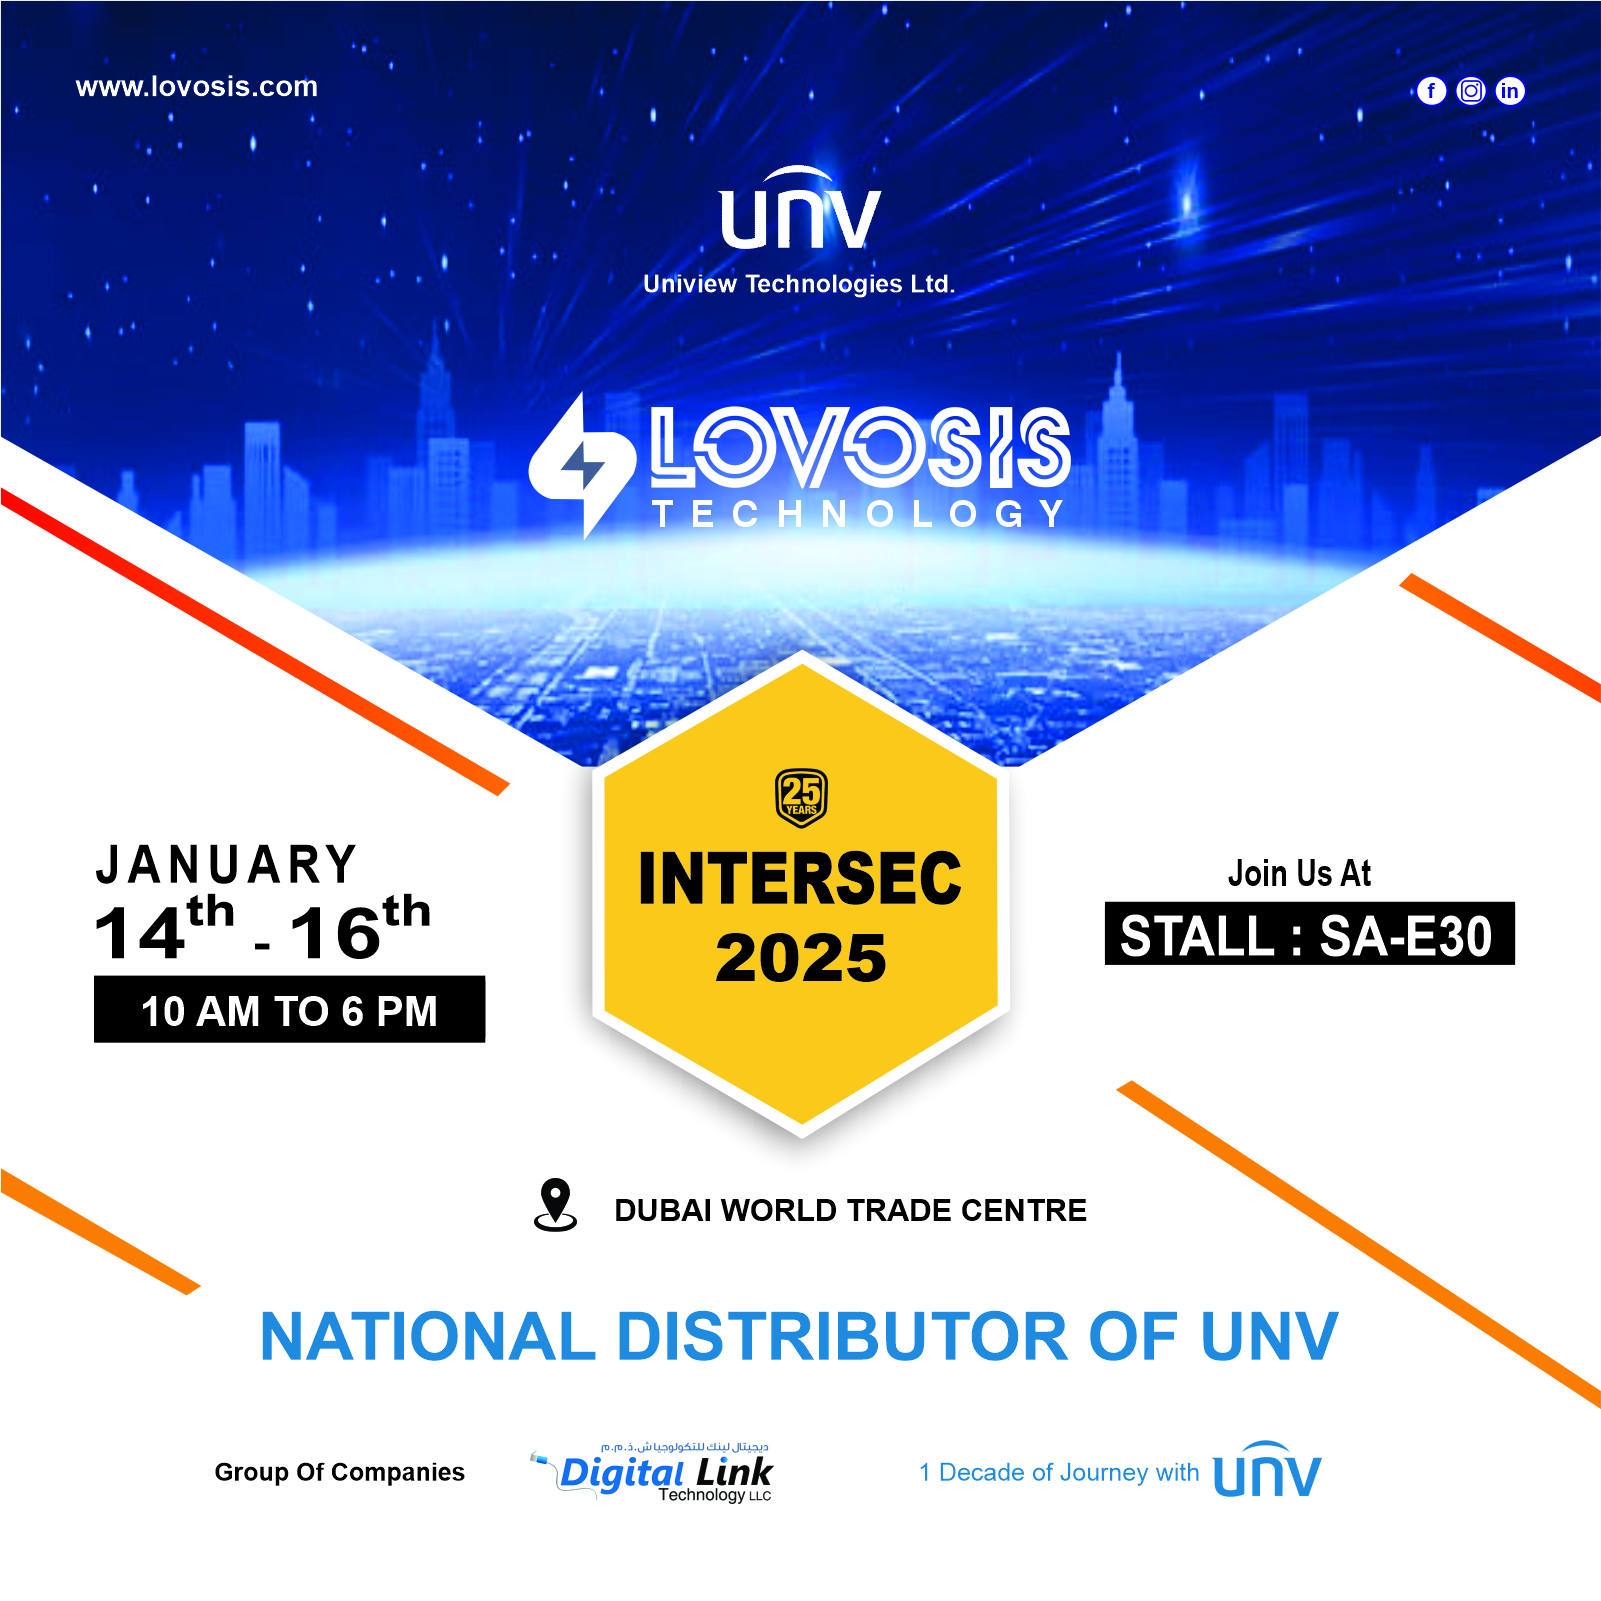 www.lovosis.com
f in
unv
Uniview Technologies Ltd.
LOVOSIS
TECHNOLOGY
25
YEARS
INTERSEC
2025
JANUARY
14th - 16th
10 AM TO 6 PM
Join Us At
STALL : SA-E30
DUBAI WORLD TRADE CENTRE
NATIONAL DISTRIBUTOR OF UNV
Group Of Companies
ديجيتال لينك للتكولوجيا ش.ذ.م.م
Digital Link
Technology LLC
1 Decade of Journey with unv